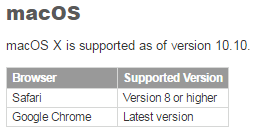 macOS
macOS X is supported as of version 10.10.
Browser Supported Version
Safari Version 8 or higher
Google Chrome Latest version